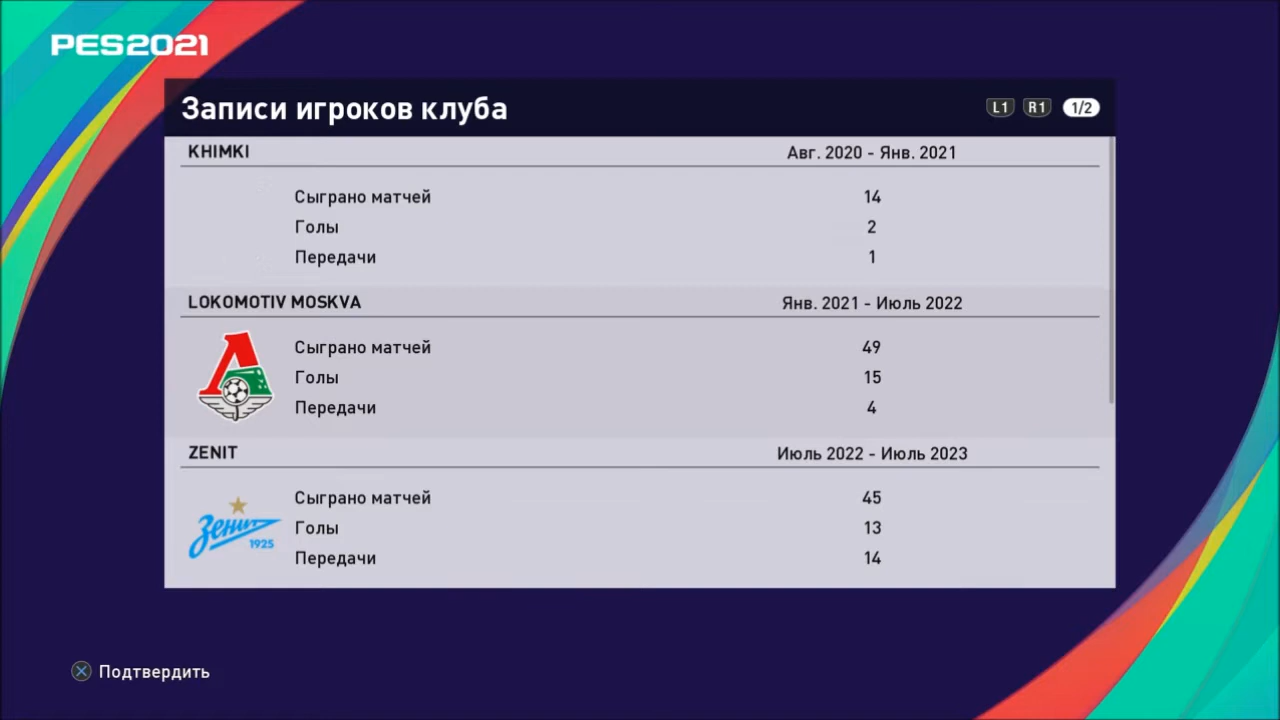 PES2021
Записи игроков клуба
L1 R1 1/2
KHIMKI Авг. 2020 - Янв. 2021
Сыграно матчей 14
Голы 2
Передачи 1
LOKOMOTIV MOSKVA Янв. 2021 - Июль 2022
Сыграно матчей 49
Голы 15
Передачи 4
ZENIT Июль 2022 - Июль 2023
Сыграно матчей 45
Зенит 1925
Голы 13
Передачи 14
Подтвердить